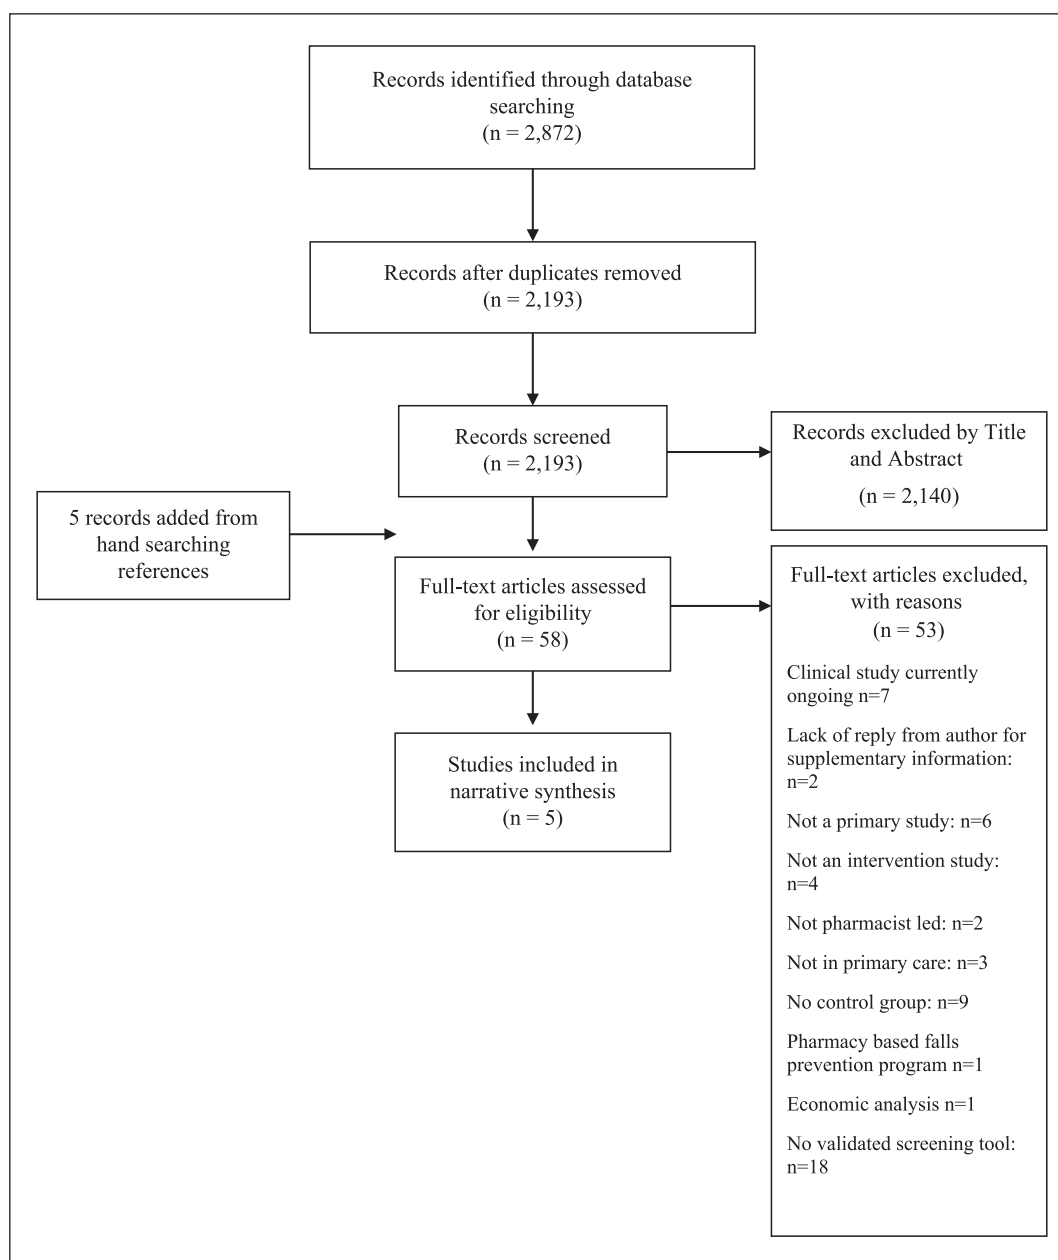 Records identified through database
searching
(n = 2,872)
Records after duplicates removed
(n = 2,193)
Records screened
(n = 2,193)
Records excluded by Title
and Abstract
(n = 2,140)
5 records added from
hand searching
references
Full-text articles assessed
for eligibility
(n = 58)
Full-text articles excluded,
with reasons
(n = 53)
Clinical study currently
ongoing n=7
Lack of reply from author for
supplementary information:
n=2
Not a primary study: n=6
Not an intervention study:
n=4
Not pharmacist led: n=2
Not in primary care: n=3
No control group: n=9
Pharmacy based falls
prevention program n=1
Economic analysis n=1
No validated screening tool:
n=18
Studies included in
narrative synthesis
(n = 5)